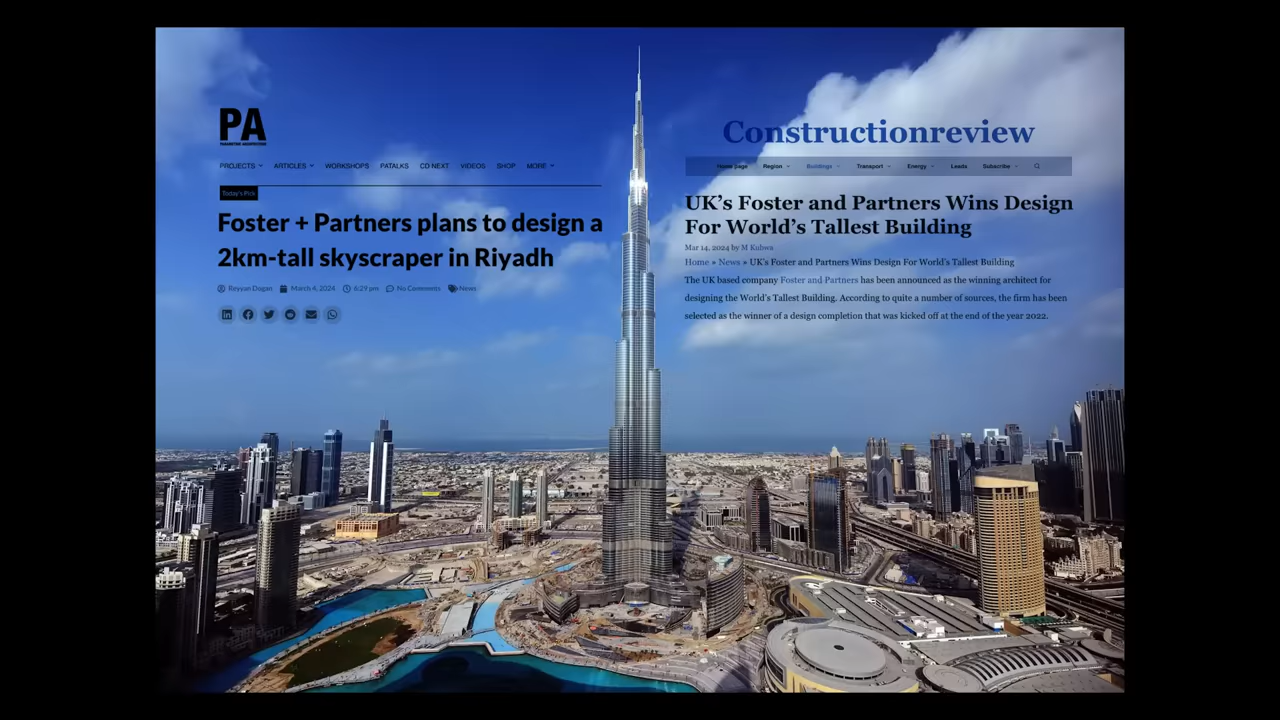 PA
PARAMETRIC ARCHITECTURE
PROJECTS ARTICLES WORKSHOPS PATALKS CD NEXT VIDEOS SHOP MORE
Today's Pick
Foster + Partners plans to design a
2km-tall skyscraper in Riyadh
Reyyan Dogan March 4, 2024 6:29 pm No Comments News
Constructionreview
Home page Region Buildings Transport Energy Leads Subscribe
UK's Foster and Partners Wins Design
For World's Tallest Building
Mar 14, 2024 by M Kubwa
Home » News » UK's Foster and Partners Wins Design For World's Tallest Building
The UK based company Foster and Partners has been announced as the winning architect for
designing the World's Tallest Building. According to quite a number of sources, the firm has been
selected as the winner of a design completion that was kicked off at the end of the year 2022.